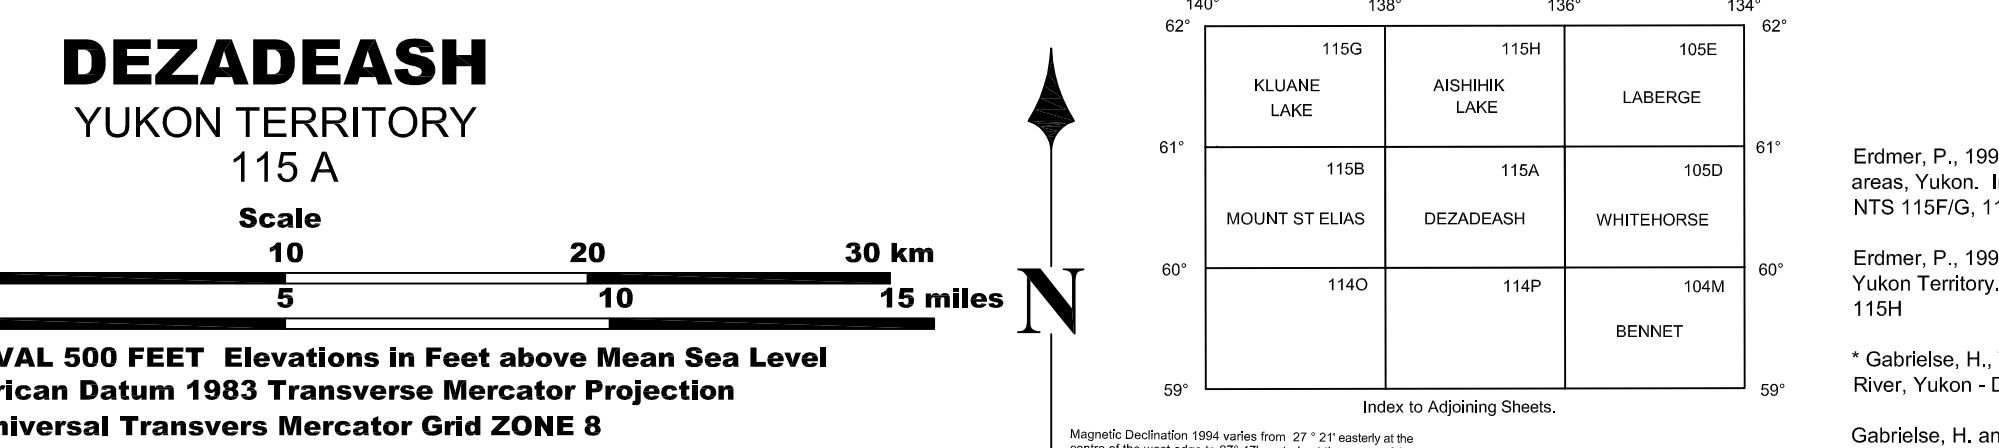 DEZADEASH
YUKON TERRITORY
115 A
Scale
10 20 30 km
5 10 15 miles
VAL 500 FEET Elevations in Feet above Mean Sea Level
rican Datum 1983 Transverse Mercator Projection
niversal Transvers Mercator Grid ZONE 8
N
140° 138° 136° 134°
62° 62°
115G 115H 105E
KLUANE LAKE
AISHIHIK LAKE
LABERGE
61° 61°
115B 115A 105D
MOUNT ST ELIAS DEZADEASH WHITEHORSE
60° 60°
114O 114P 104M
BENNET
59° 59°
Index to Adjoining Sheets.
Magnetic Declination 1994 varies from 27 ° 21' easterly at the
Erdmer, P., 199
areas, Yukon.
NTS 115F/G, 11
Erdmer, P., 199
Yukon Territory.
115H
* Gabrielse, H.,
River, Yukon - D
Gabrielse, H. an